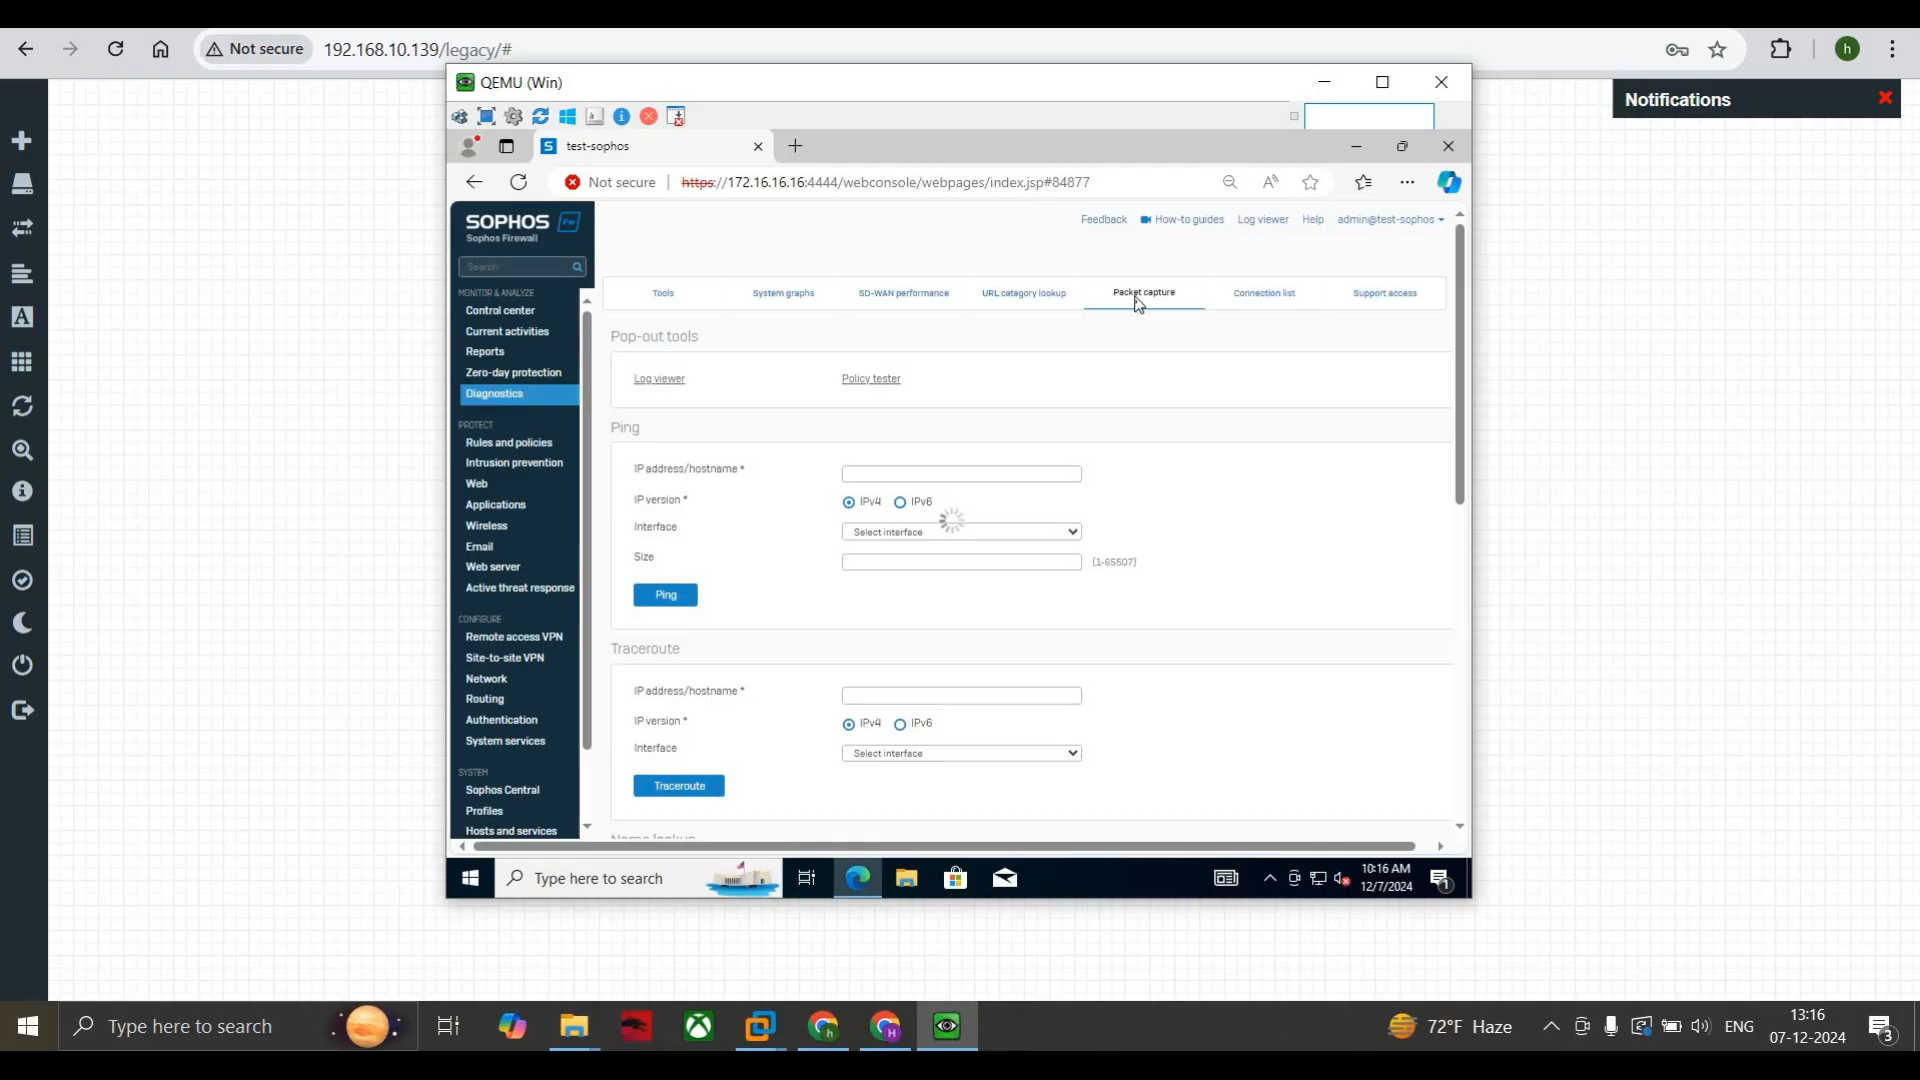 Not secure
192.168.10.139/legacy/#
h
QEMU (Win)
Notifications
test-sophos
Not secure
https://172.16.16.16:4444/webconsole/webpages/index.jsp#84877
SOPHOS
Sophos Firewall
Feedback
How-to guides
Log viewer
Help
admin@test-sophos
Search
Tools
System graphs
SD-WAN performance
URL category lookup
Packet capture
Connection list
Support access
MONITOR & ANALYZE
Control center
Current activities
Reports
Zero-day protection
Diagnostics
PROTECT
Rules and policies
Intrusion prevention
Web
Applications
Wireless
Email
Web server
Active threat response
CONFIGURE
Remote access VPN
Site-to-site VPN
Network
Routing
Authentication
System services
SYSTEM
Sophos Central
Profiles
Hosts and services
Pop-out tools
Log viewer
Policy tester
Ping
IP address/hostname *
IP version *
IPv4
IPv6
Interface
Select interface
Size
(1-65507)
Ping
Traceroute
IP address/hostname *
IP version *
IPv4
IPv6
Interface
Select interface
Traceroute
Name lookup
Type here to search
10:16 AM
12/7/2024
1
Type here to search
72°F Haze
ENG
13:16
07-12-2024
3